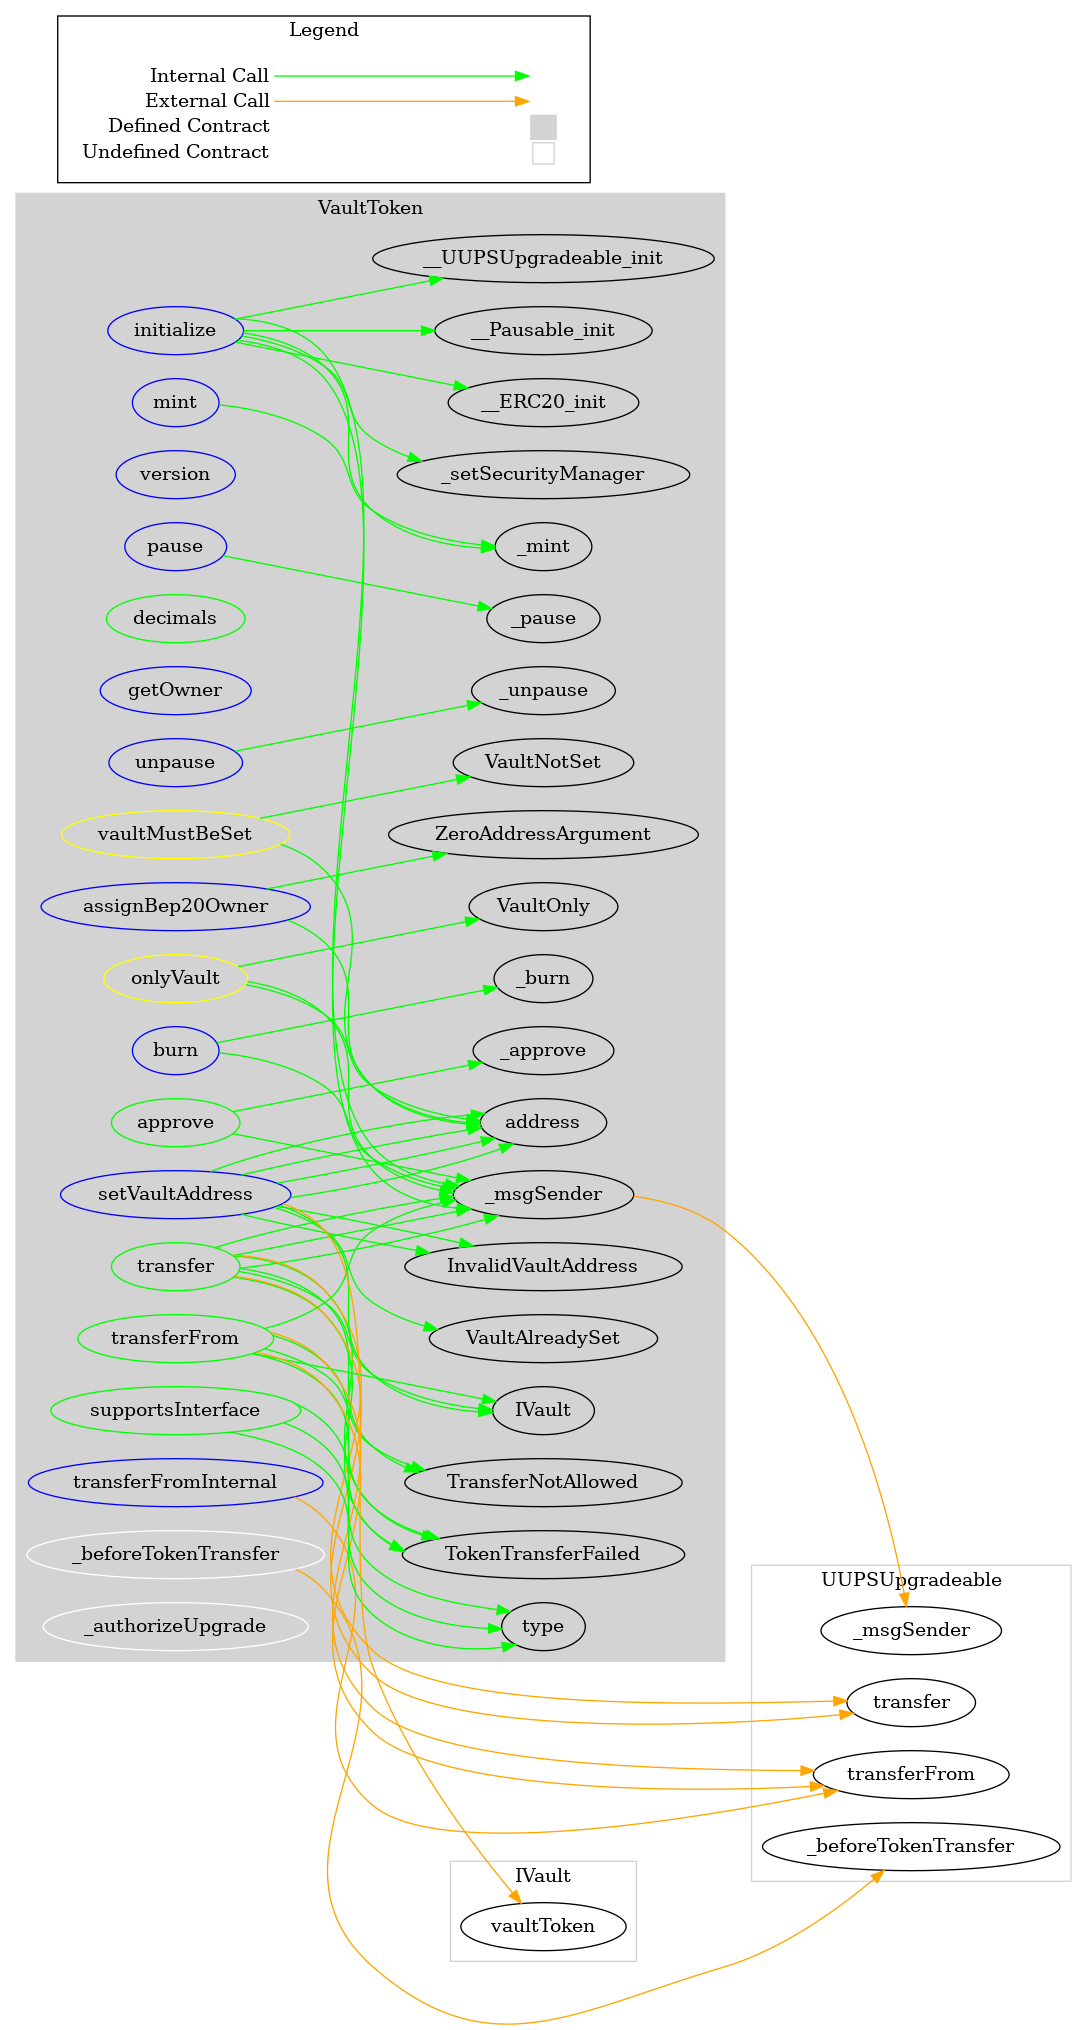 Legend
Internal Call
External Call
Defined Contract
Undefined Contract
VaultToken
__UUPSUpgradeable_init
initialize
__Pausable_init
mint
__ERC20_init
version
_setSecurityManager
pause
_mint
decimals
_pause
getOwner
_unpause
unpause
VaultNotSet
vaultMustBeSet
ZeroAddressArgument
assignBep20Owner
VaultOnly
onlyVault
_burn
burn
_approve
approve
address
setVaultAddress
_msgSender
transfer
InvalidVaultAddress
transferFrom
VaultAlreadySet
supportsInterface
IVault
transferFromInternal
TransferNotAllowed
_beforeTokenTransfer
TokenTransferFailed
_authorizeUpgrade
type
UUPSUpgradeable
_msgSender
transfer
transferFrom
_beforeTokenTransfer
IVault
vaultToken